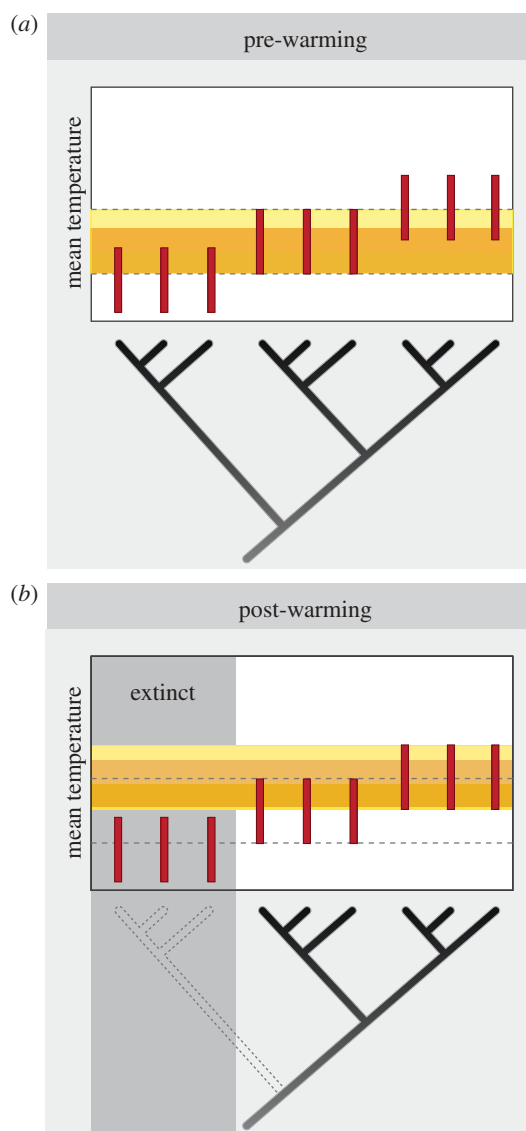 (a)
pre-warming
mean temperature
(b)
post-warming
extinct
mean temperature